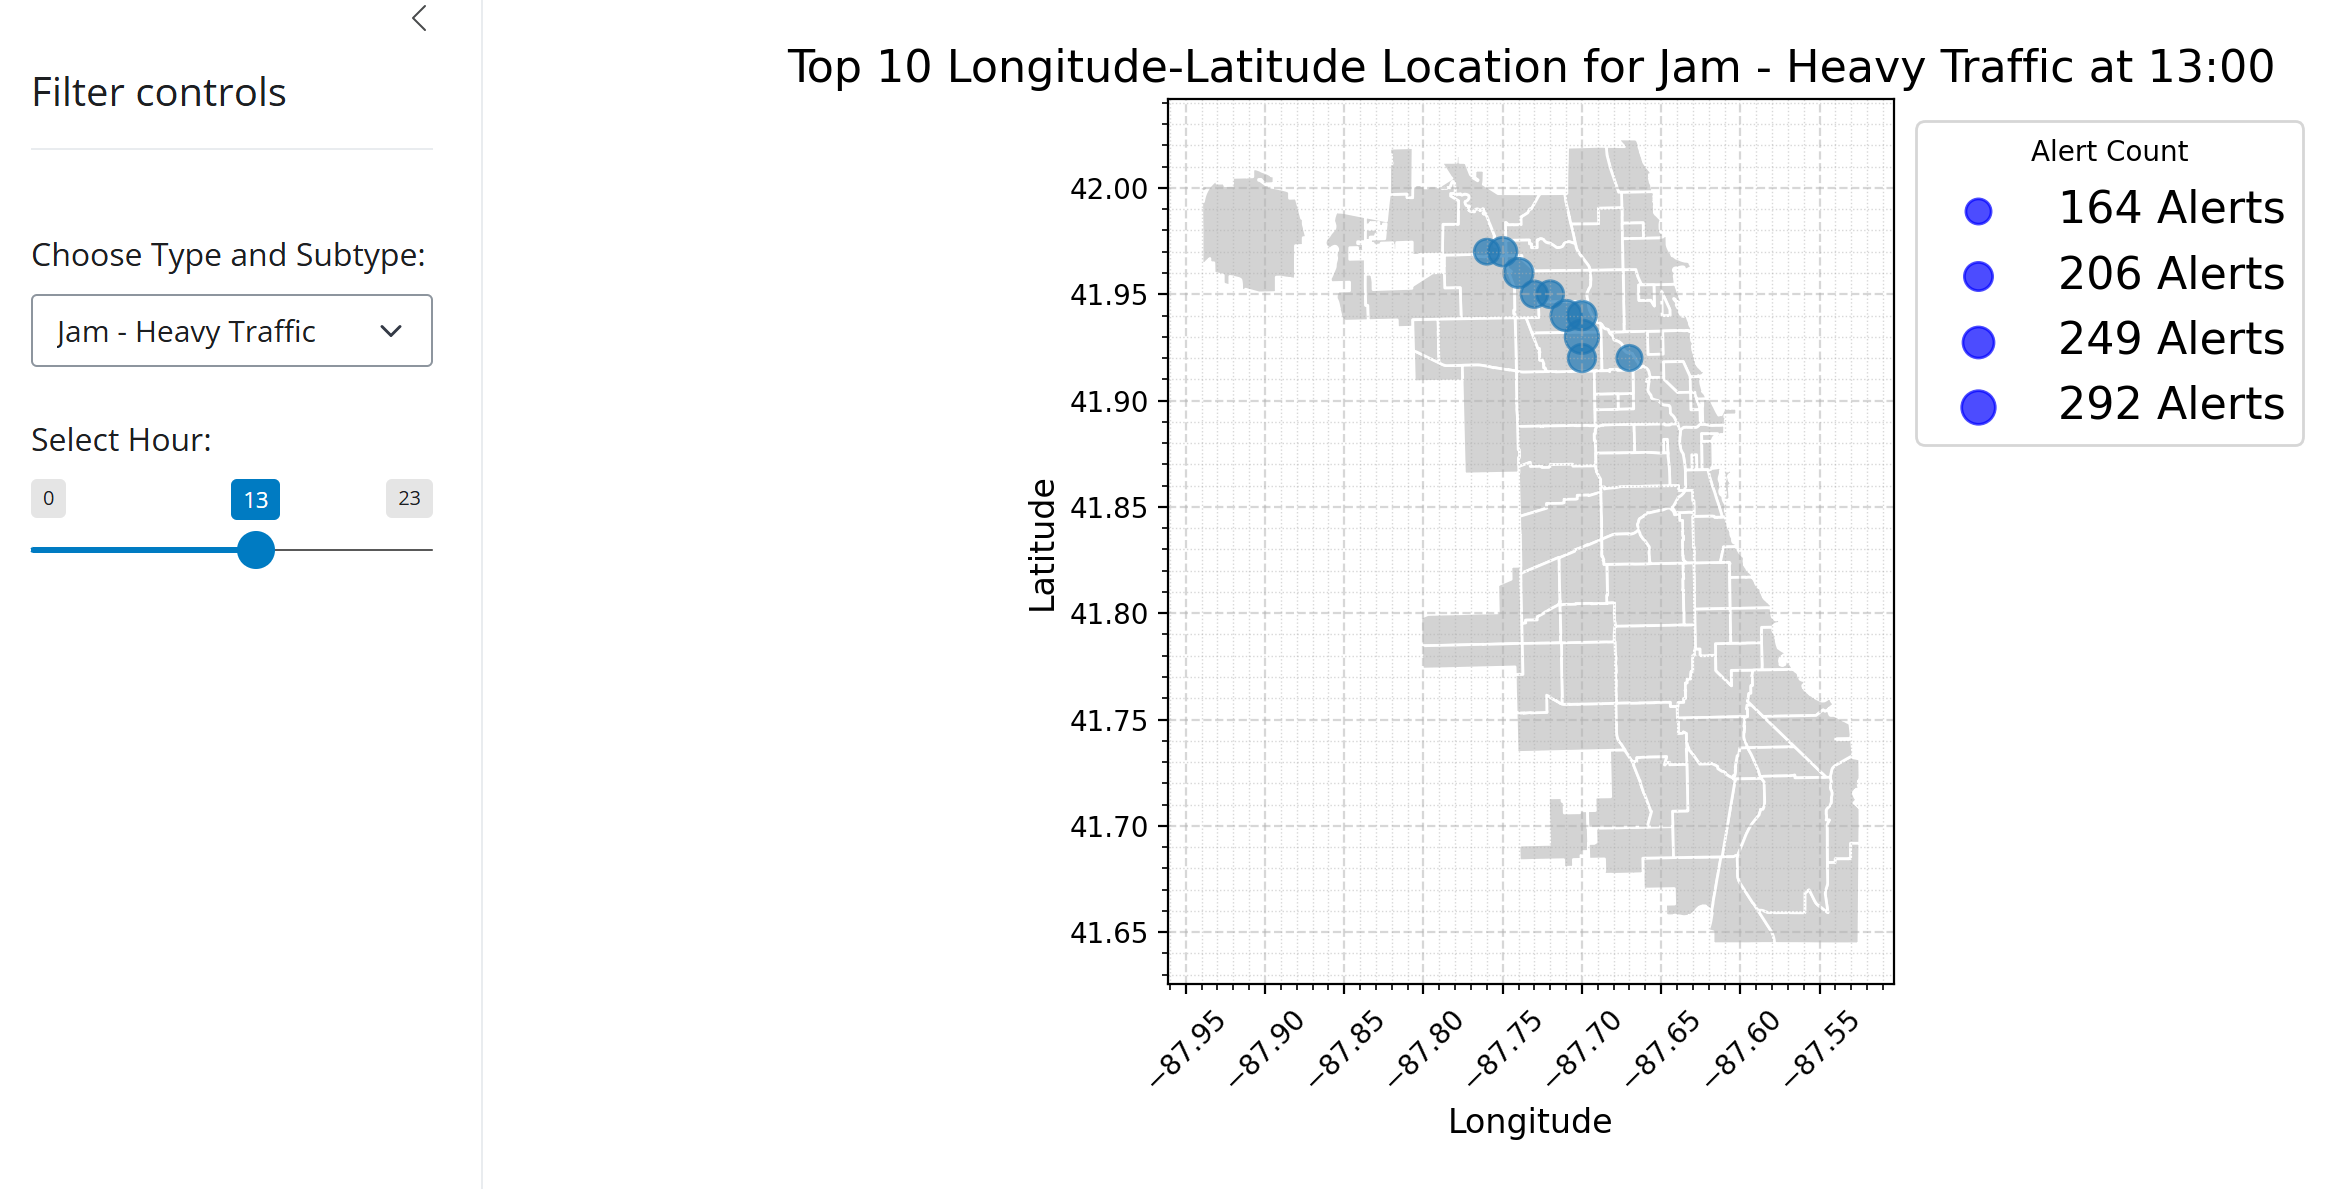 Filter controls
Choose Type and Subtype:
Jam - Heavy Traffic
Select Hour:
0
13
23
Top 10 Longitude-Latitude Location for Jam - Heavy Traffic at 13:00
Alert Count
164 Alerts
206 Alerts
249 Alerts
292 Alerts
Latitude
42.00
41.95
41.90
41.85
41.80
41.75
41.70
41.65
−87.95
−87.90
−87.85
−87.80
−87.75
−87.70
−87.65
−87.60
−87.55
Longitude